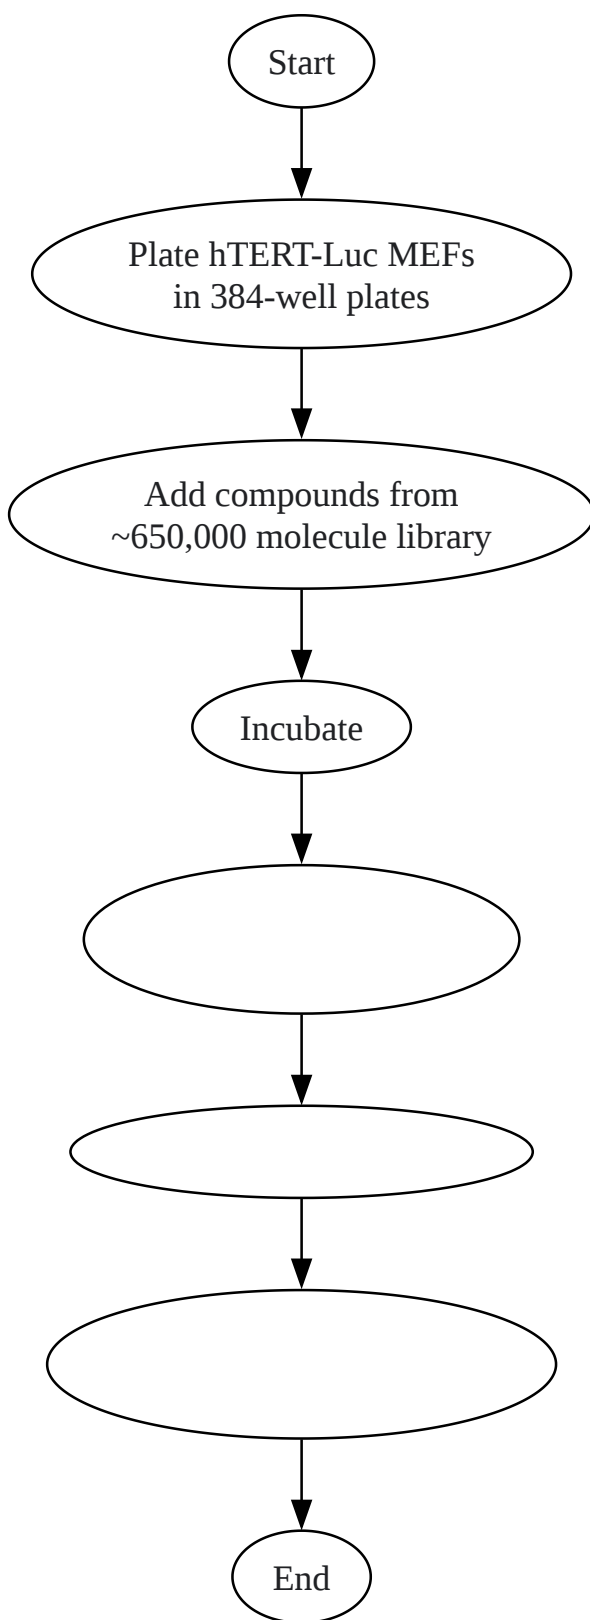 Start
Plate hTERT-Luc MEFs
in 384-well plates
Add compounds from
~650,000 molecule library
Incubate
End